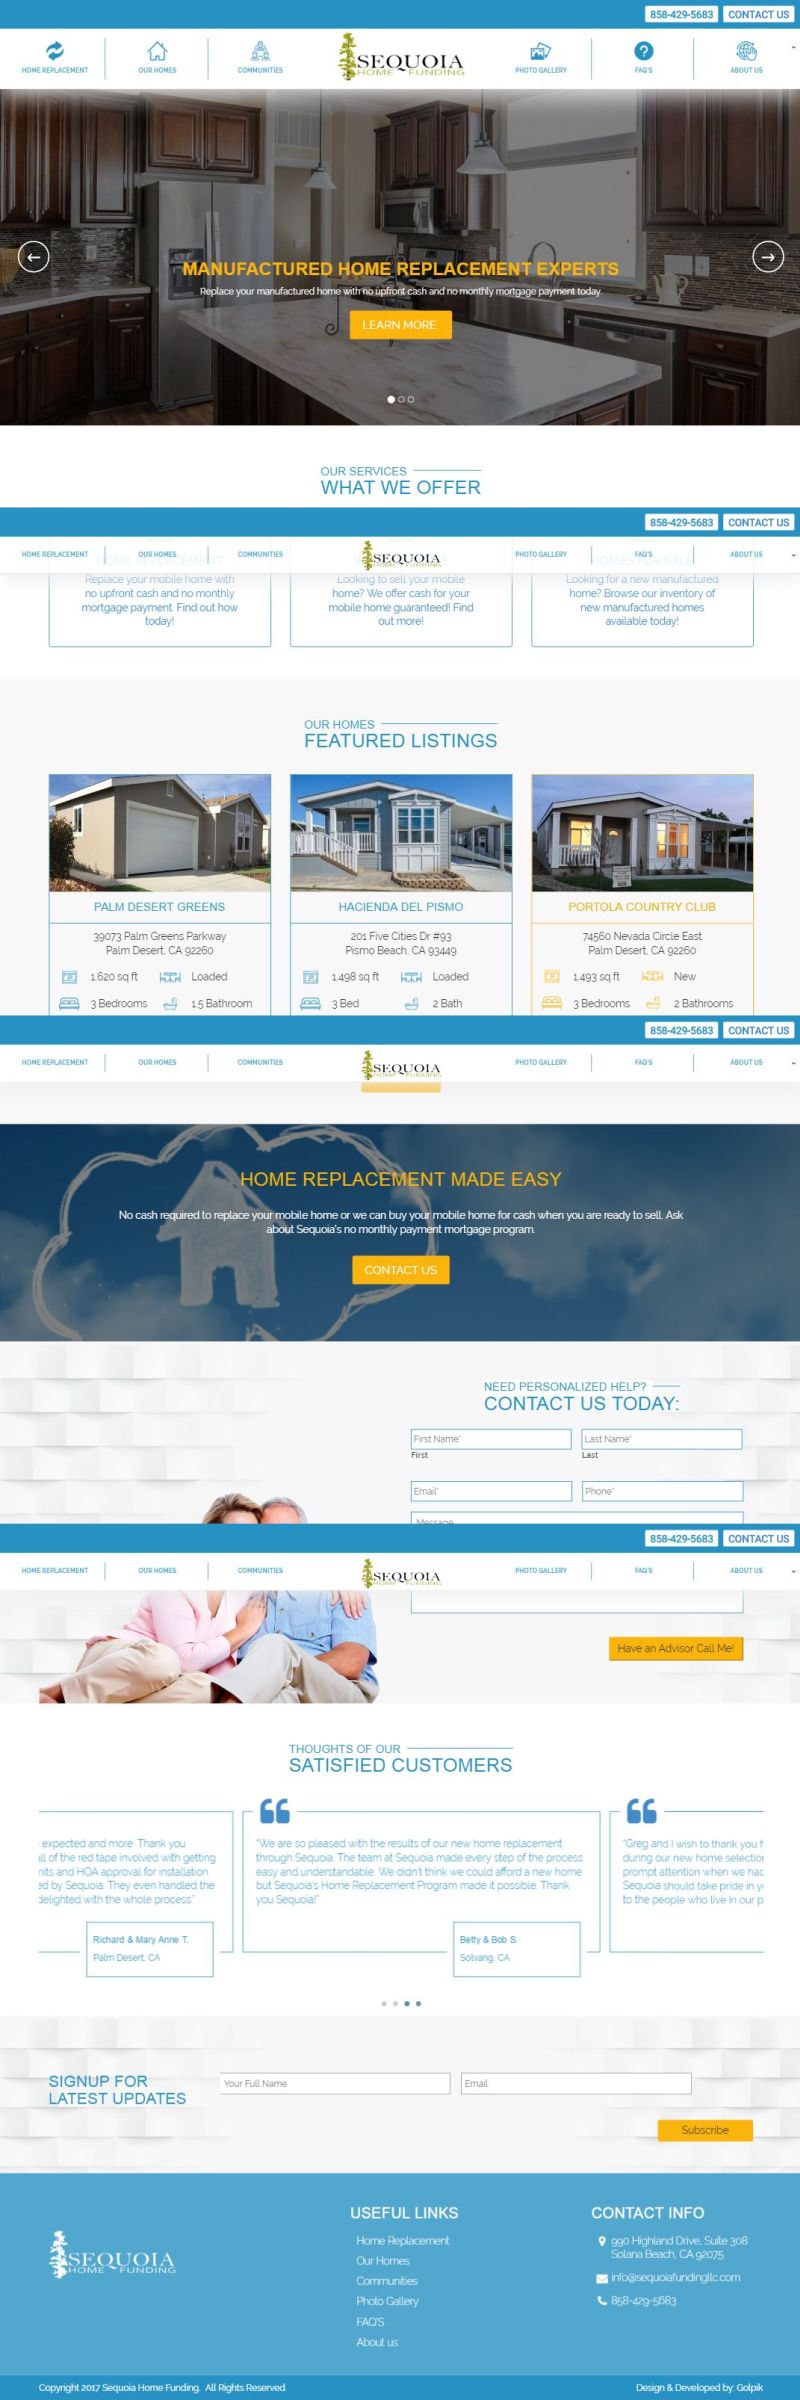 858-429-5683 CONTACT US
HOME REPLACEMENT OUR HOMES COMMUNITIES SEQUOIA HOME FUNDING PHOTO GALLERY FAQ'S ABOUT US
MANUFACTURED HOME REPLACEMENT EXPERTS
Replace your manufactured home with no upfront cash and no monthly mortgage payment today.
LEARN MORE
OUR SERVICES
WHAT WE OFFER
858-429-5683 CONTACT US
HOME REPLACEMENT OUR HOMES COMMUNITIES SEQUOIA HOME FUNDING PHOTO GALLERY FAQ'S ABOUT US
HOME REPLACEMENT
Replace your mobile home with
no upfront cash and no monthly
mortgage payment. Find out how
today!
Looking to sell your mobile
home? We offer cash for your
mobile home guaranteed! Find
out more!
HOMES FOR SALE
Looking for a new manufactured
home? Browse our inventory of
new manufactured homes
available today!
OUR HOMES
FEATURED LISTINGS
PALM DESERT GREENS
39073 Palm Greens Parkway
Palm Desert, CA 92260
1,620 sq ft Loaded
3 Bedrooms 1.5 Bathroom
HACIENDA DEL PISMO
201 Five Cities Dr #93
Pismo Beach, CA 93449
1,498 sq ft Loaded
3 Bed 2 Bath
PORTOLA COUNTRY CLUB
74560 Nevada Circle East
Palm Desert, CA 92260
1,493 sq ft New
3 Bedrooms 2 Bathrooms
858-429-5683 CONTACT US
HOME REPLACEMENT OUR HOMES COMMUNITIES SEQUOIA HOME FUNDING PHOTO GALLERY FAQ'S ABOUT US
HOME REPLACEMENT MADE EASY
No cash required to replace your mobile home or we can buy your mobile home for cash when you are ready to sell. Ask
about Sequoia's no monthly payment mortgage program.
CONTACT US
NEED PERSONALIZED HELP?
CONTACT US TODAY:
First Name* Last Name*
First Last
Email* Phone*
Message
858-429-5683 CONTACT US
HOME REPLACEMENT OUR HOMES COMMUNITIES SEQUOIA HOME FUNDING PHOTO GALLERY FAQ'S ABOUT US
Have an Advisor Call Me!
THOUGHTS OF OUR
SATISFIED CUSTOMERS
expected and more. Thank you
all of the red tape involved with getting
nits and HOA approval for installation
ed by Sequoia. They even handled the
delighted with the whole process."
Richard & Mary Anne T.
Palm Desert, CA
"We are so pleased with the results of our new home replacement
through Sequoia. The team at Sequoia made every step of the process
easy and understandable. We didn't think we could afford a new home
but Sequoia's Home Replacement Program made it possible. Thank
you Sequoia!"
Betty & Bob S.
Solvang, CA
"Greg and I wish to thank you f
during our new home selection
prompt attention when we had
Sequoia should take pride in y
to the people who live in our p
SIGNUP FOR
LATEST UPDATES
Your Full Name Email
Subscribe
SEQUOIA
HOME FUNDING
USEFUL LINKS
Home Replacement
Our Homes
Communities
Photo Gallery
FAQ'S
About us
CONTACT INFO
990 Highland Drive, Suite 308
Solana Beach, CA 92075
info@sequoiafundingllc.com
858-429-5683
Copyright 2017 Sequoia Home Funding. All Rights Reserved. Design & Developed by: Golpik